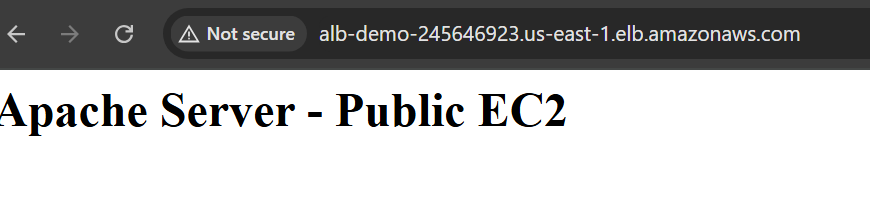 Not secure alb-demo-245646923.us-east-1.elb.amazonaws.com
Apache Server - Public EC2